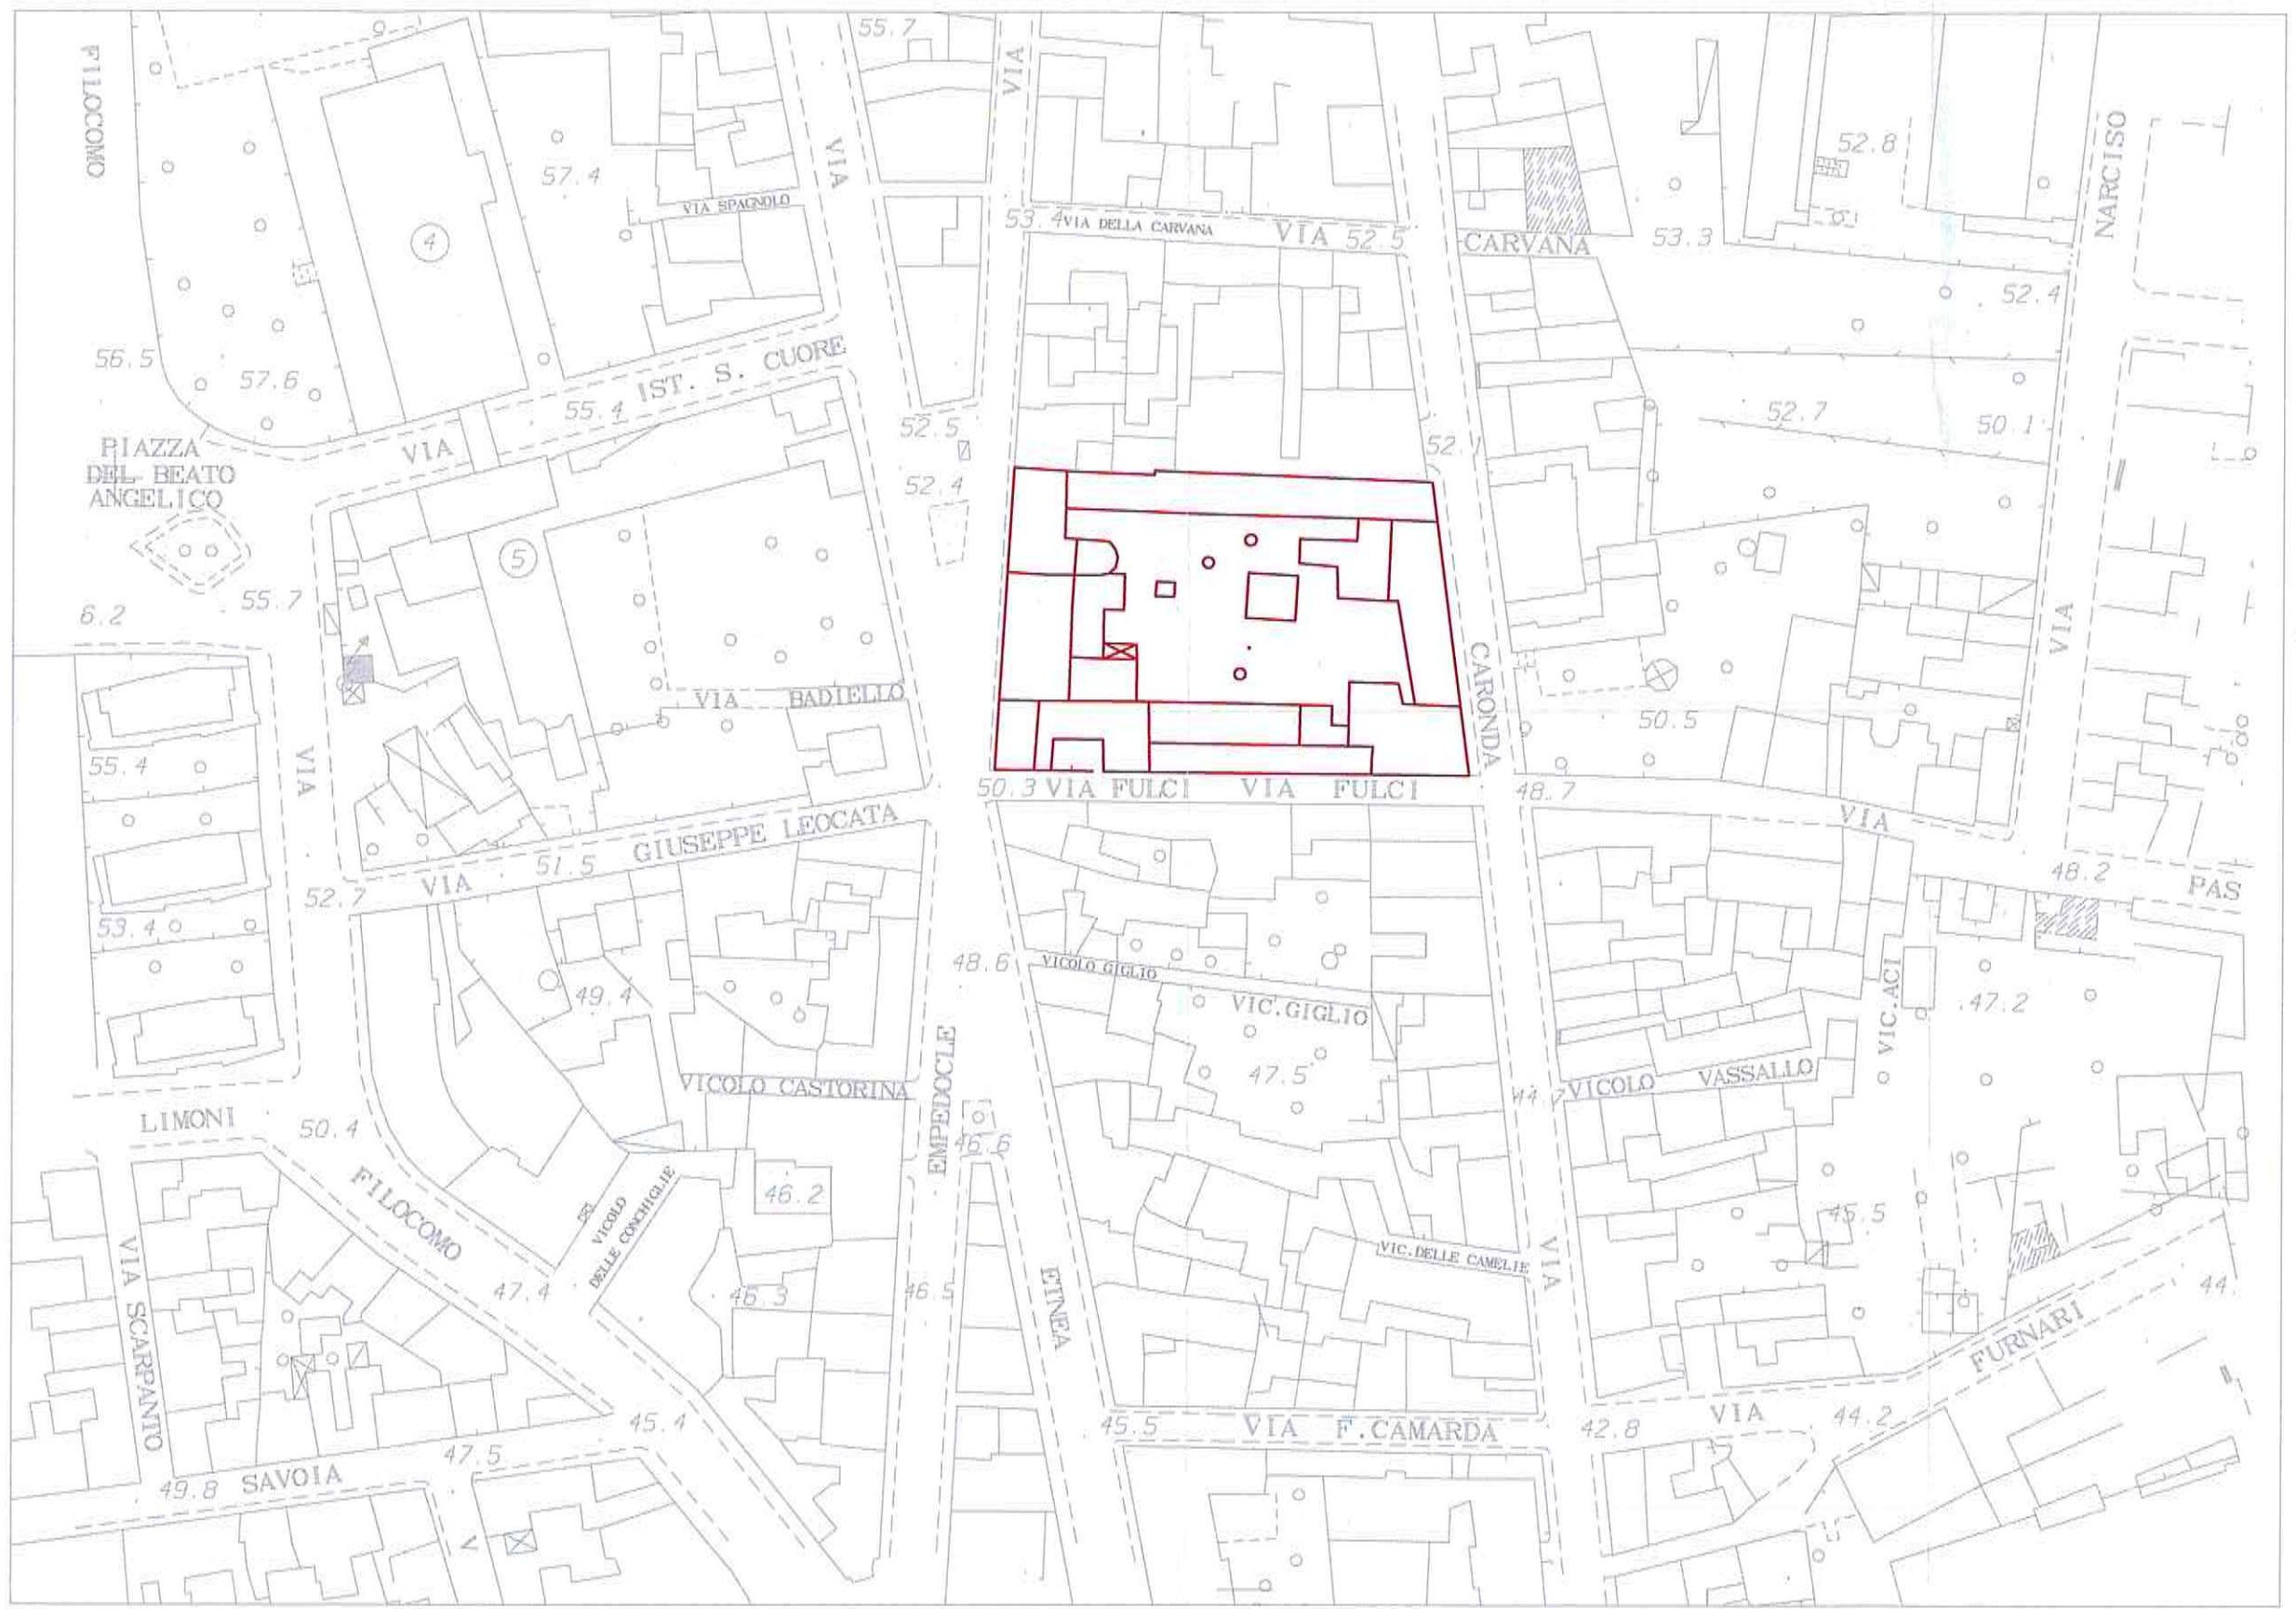 FILOCOMO
55.7
VIA
VIA
57.4
4
VIA SPAGNOLO
53.4
VIA DELLA CARVANA
VIA 52.5
CARVANA
53.3
52.8
NARCISO
52.4
56.5
57.6
VIA
IST. S. CUORE
55.4
52.5
52.1
52.7
50.1
PIAZZA
DEL BEATO
ANGELICO
52.4
5
55.7
6.2
VIA
VIA BADIELLO
CARONDA
50.5
55.4
VIA
50.3 VIA FULCI VIA FULCI
48.7
VIA
VIA GIUSEPPE LEOCATA
51.5
52.7
48.2
PAS
53.4
49.4
48.6
VICOLO GIGLIO
VIC.GIGLIO
47.5
VIC.ACI
47.2
VICOLO CASTORINA
EMPEDOCLE
44.7
VICOLO VASSALLO
LIMONI
50.4
46.6
FILOCOMO
VICOLO
DELLE CONCHIGLIE
46.2
45.5
VIC.DELLE CAMELIE
VIA
VIA SCARPANTO
47.4
46.3
46.5
ETNEA
44.
FURNARI
45.4
45.5
VIA F.CAMARDA
42.8
VIA
44.2
47.5
49.8 SAVOIA